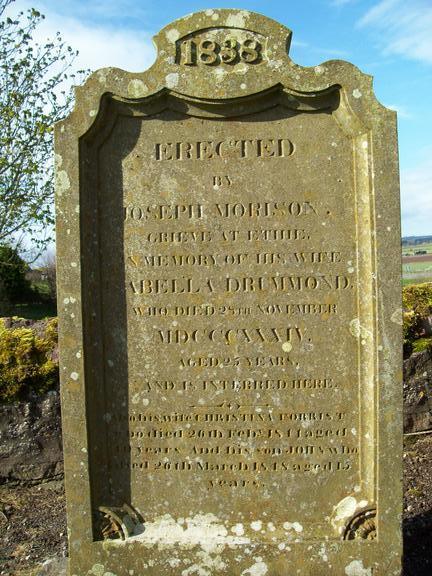 1838
ERECTED
BY
JOSEPH MORISON.
GRIEVE AT ETHIE,
IN MEMORY OF HIS WIFE
ABELLA DRUMMOND,
WHO DIED 28TH NOVEMBER
MDCCCXXXIV,
AGED 25 YEARS,
AND IS INTERRED HERE.
Also his wife CHRISTINA FORREST
who died 26th Feby. 1841 aged
years And his son JOHN who
died 26th March 1848 aged 15
years.